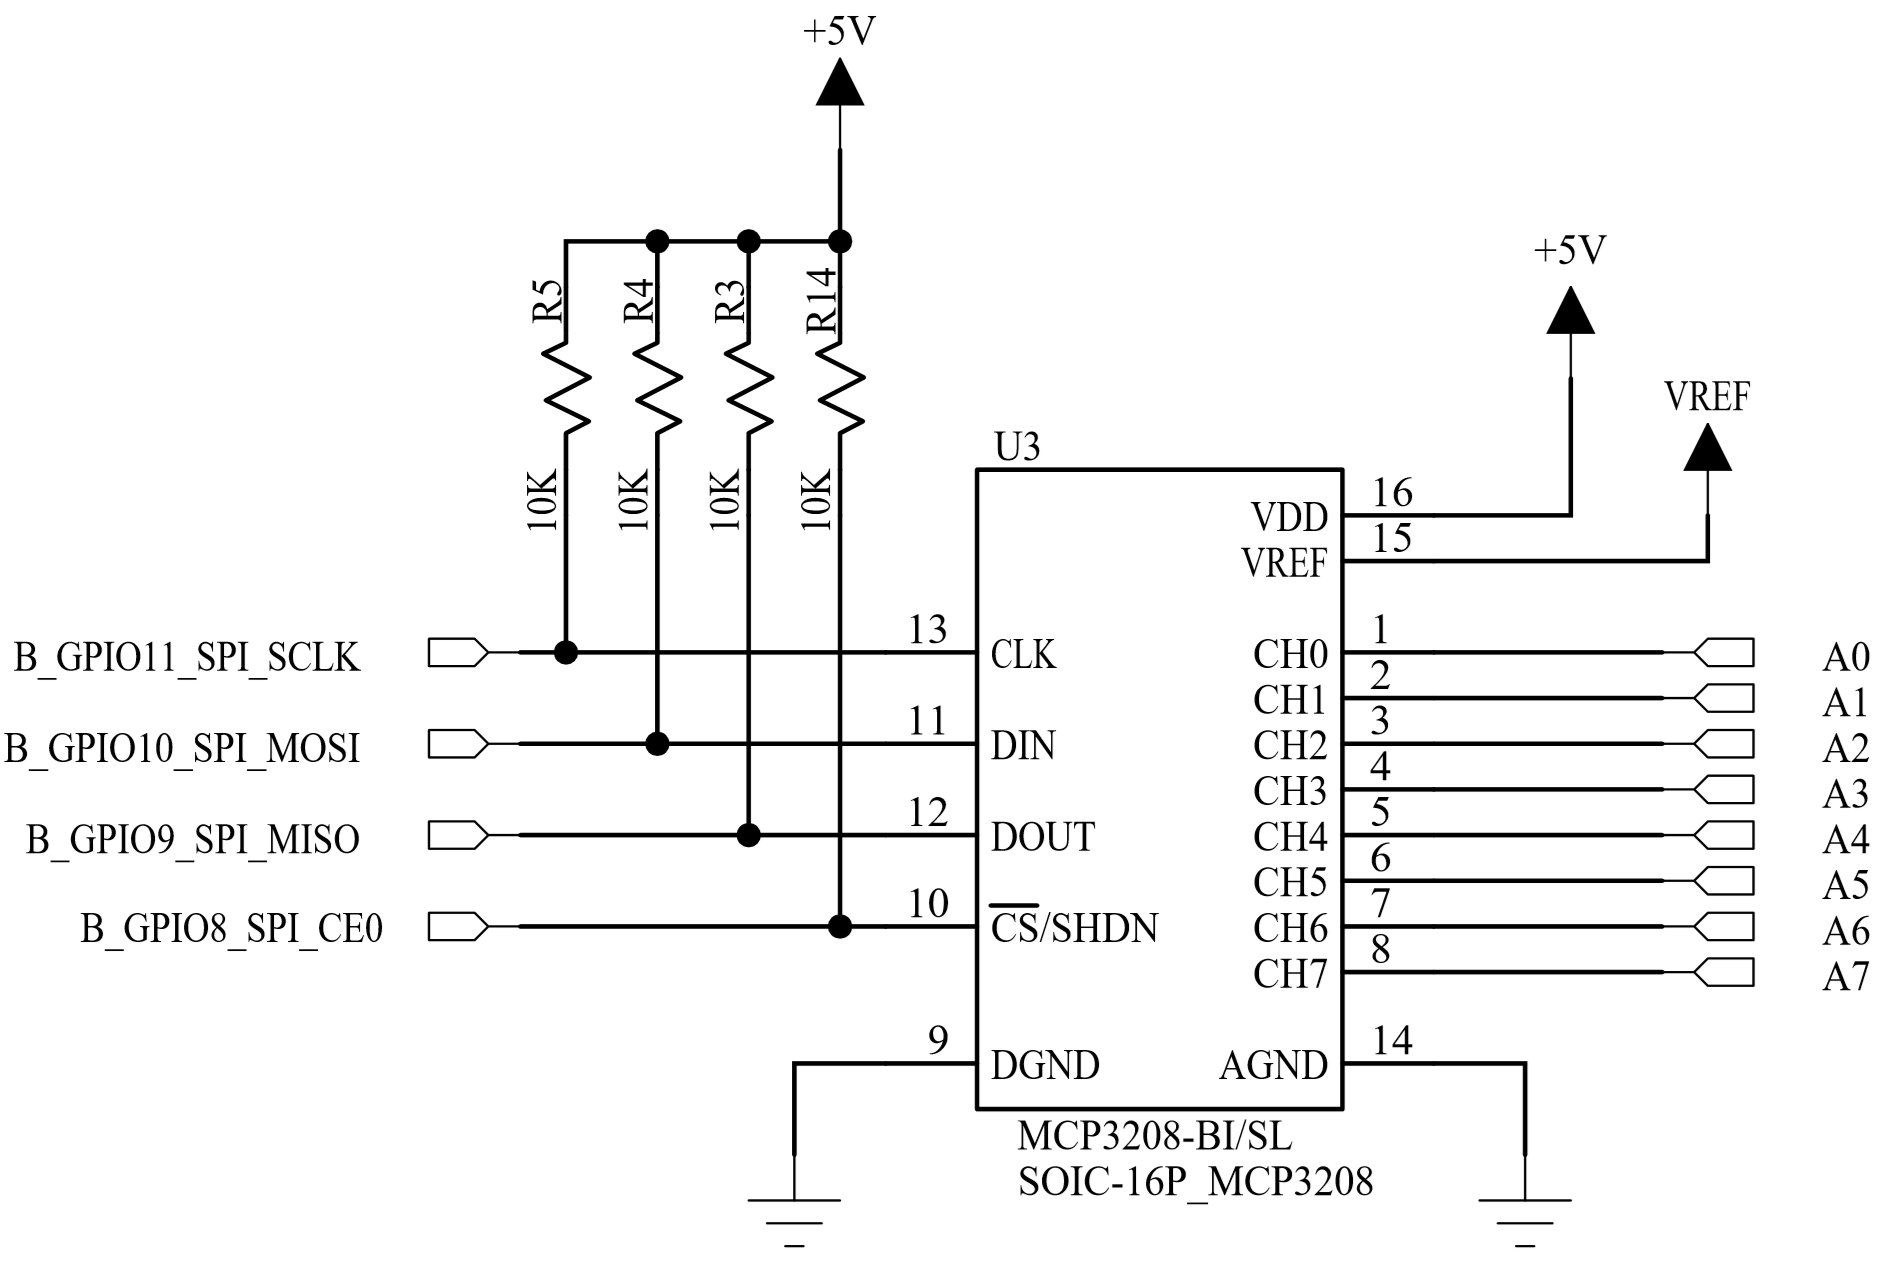 +5V
+5V
VREF
R5
R4
R3
R14
10K
10K
10K
10K
U3
VDD
16
VREF
15
B_GPIO11_SPI_SCLK
13
CLK
CH0
1
A0
CH1
2
A1
B_GPIO10_SPI_MOSI
11
DIN
CH2
3
A2
CH3
4
A3
B_GPIO9_SPI_MISO
12
DOUT
CH4
5
A4
CH5
6
A5
B_GPIO8_SPI_CE0
10
CS/SHDN
CH6
7
A6
CH7
8
A7
9
DGND
AGND
14
MCP3208-BI/SL
SOIC-16P_MCP3208